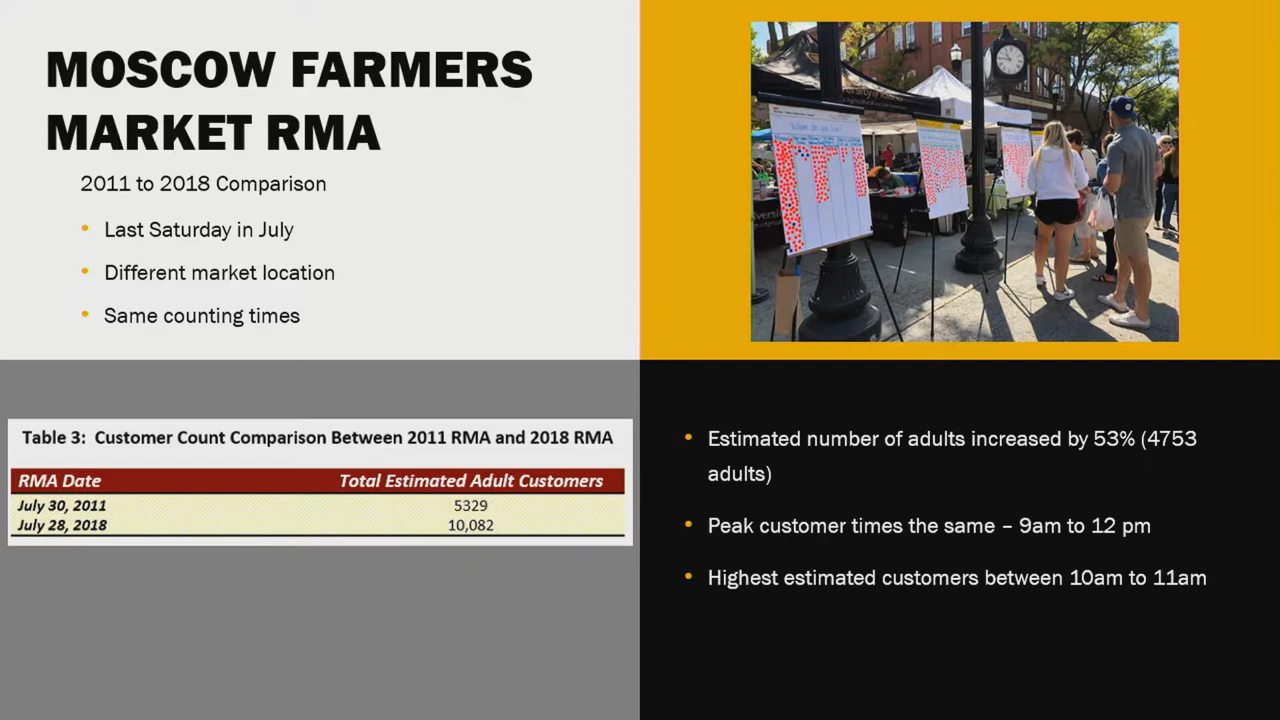 MOSCOW FARMERS
MARKET RMA
2011 to 2018 Comparison
• Last Saturday in July
• Different market location
• Same counting times
Table 3: Customer Count Comparison Between 2011 RMA and 2018 RMA
RMA Date Total Estimated Adult Customers
July 30, 2011 5329
July 28, 2018 10,082
• Estimated number of adults increased by 53% (4753
adults)
• Peak customer times the same – 9am to 12 pm
• Highest estimated customers between 10am to 11am